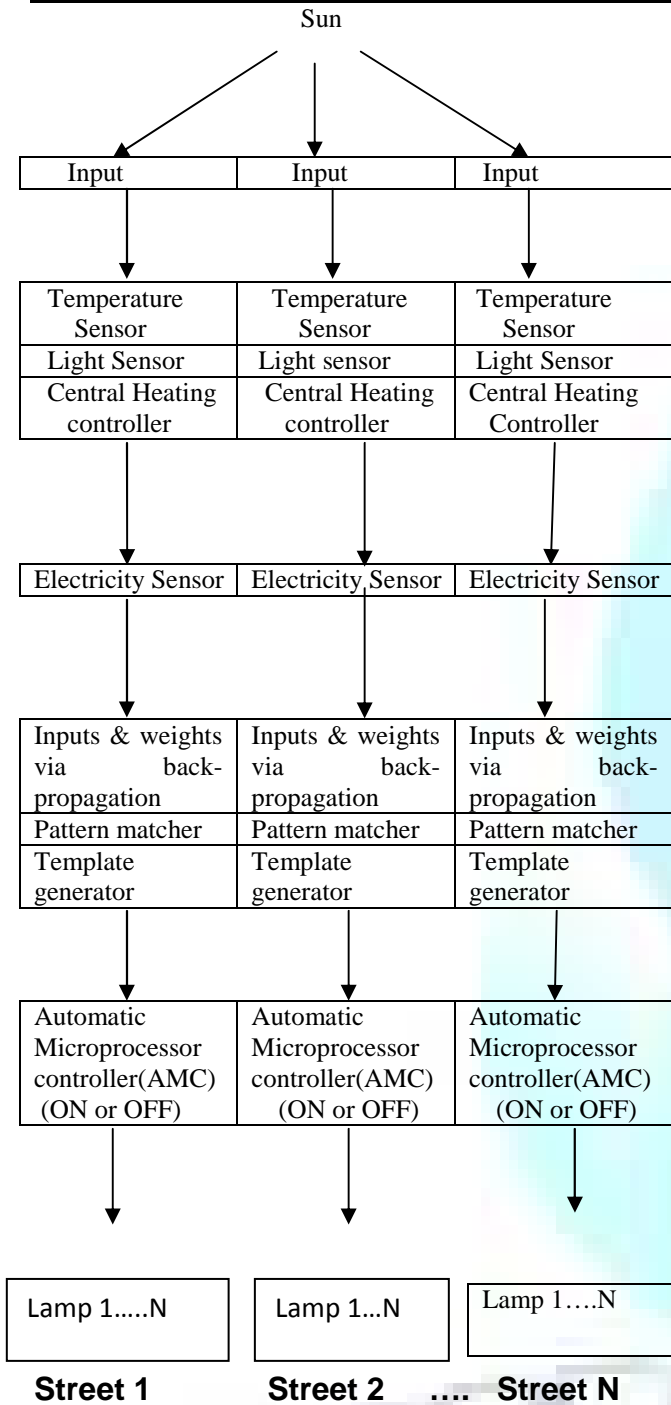 Sun
Input Input Input
Temperature Temperature Temperature
Sensor Sensor Sensor
Light Sensor Light sensor Light Sensor
Central Heating Central Heating Central Heating
controller controller Controller
Electricity Sensor Electricity Sensor Electricity Sensor
Inputs & weights Inputs & weights Inputs & weights
via back- via back- via back-
propagation propagation propagation
Pattern matcher Pattern matcher Pattern matcher
Template Template Template
generator generator generator
Automatic Automatic Automatic
Microprocessor Microprocessor Microprocessor
controller(AMC) controller(AMC) controller(AMC)
(ON or OFF) (ON or OFF) (ON or OFF)
Lamp 1.....N Lamp 1...N Lamp 1....N
Street 1 Street 2 .... Street N